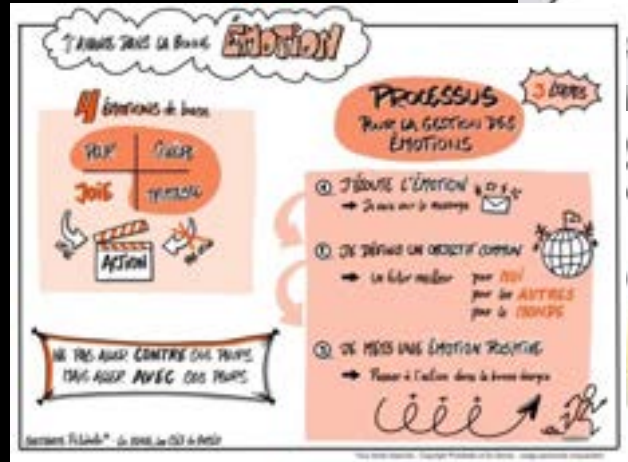 J'AVANCE DANS LA BONNE ÉMOTION
4 émotions de base
PEUR
COLÈRE
JOIE
TRISTESSE
ACTION
NE PAS ALLER CONTRE SES PEURS
MAIS ALLER AVEC SES PEURS
PROCESSUS
POUR LA GESTION DES
ÉMOTIONS
3 ÉTAPES
① J'ÉCOUTE L'ÉMOTION
→ Je suis sur le message
② JE DÉFINIS UN OBJECTIF COMMUN
→ Un futur meilleur pour MOI
pour les AUTRES
pour le MONDE
③ JE METS UNE ÉMOTION POSITIVE
→ Passer à l'action dans la bonne énergie